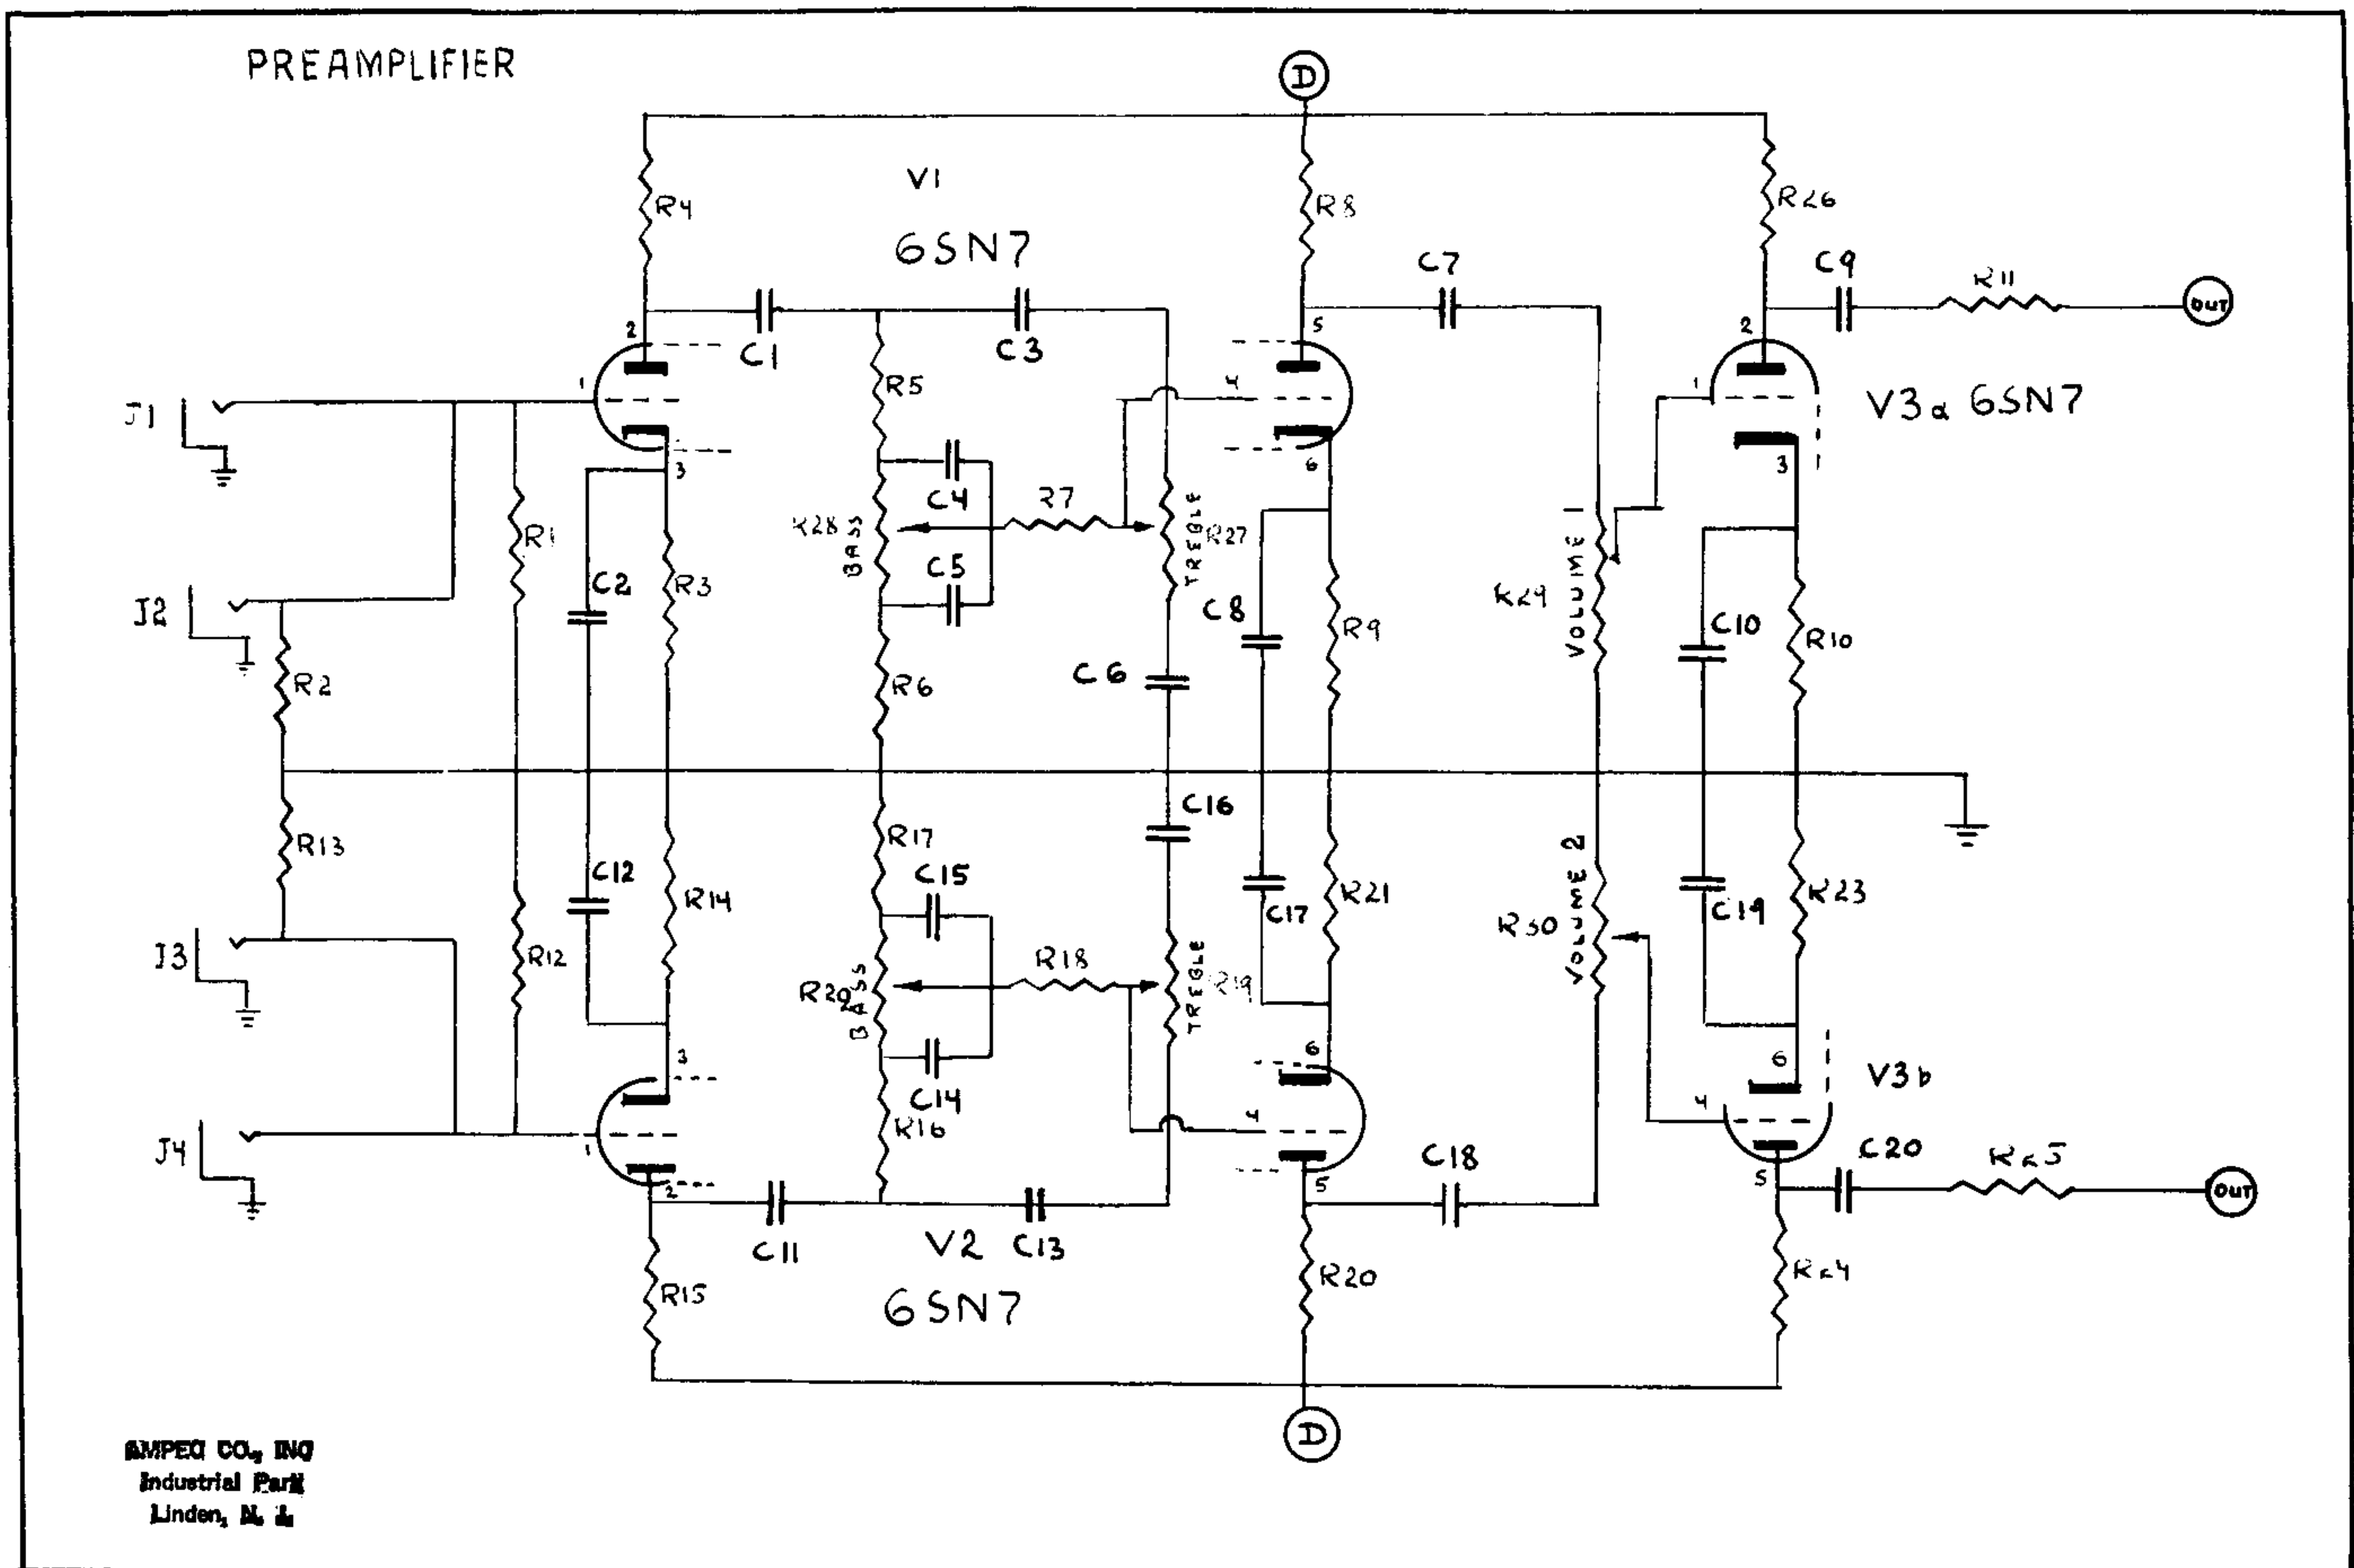 PREAMPLIFIER
D
R4
V1
6SN7
R8
R26
C7
C9
R11
OUT
2
C1
C3
5
2
R5
1
4
1
V3a 6SN7
J1
3
6
3
C4
R7
R28
BASS
C5
TREBLE
R27
VOLUME 1
R29
R1
C2
R3
J2
C8
R9
C10
R10
R2
R6
C6
R13
R17
C16
C12
R14
C15
C17
R21
VOLUME 2
R30
C19
R23
J3
R12
R18
R20
BASS
TREBLE
R19
3
C14
6
6
V3b
J4
1
R16
4
4
C20
R25
OUT
2
C18
5
5
C11
V2
C13
R15
6SN7
R20
R24
D
AMPEG CO., INC
Industrial Park
Linden, N. J.